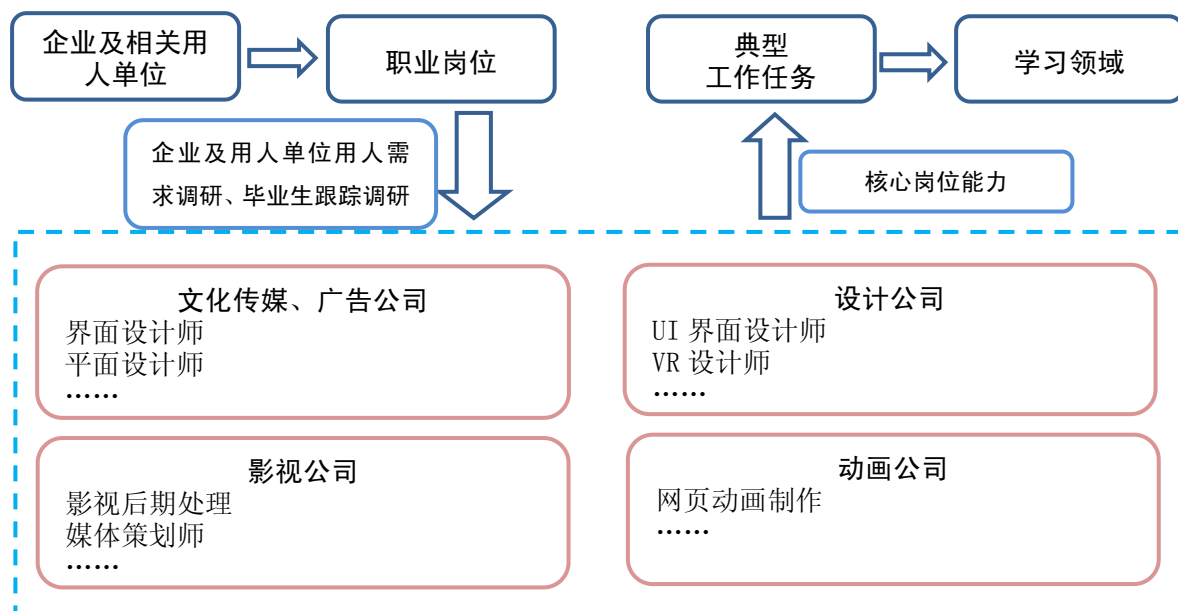 企业及相关用
人单位
职业岗位
典型
工作任务
学习领域
企业及用人单位用人需
求调研、毕业生跟踪调研
核心岗位能力
文化传媒、广告公司
界面设计师
平面设计师
……
设计公司
UI 界面设计师
VR 设计师
……
影视公司
影视后期处理
媒体策划师
……
动画公司
网页动画制作
……